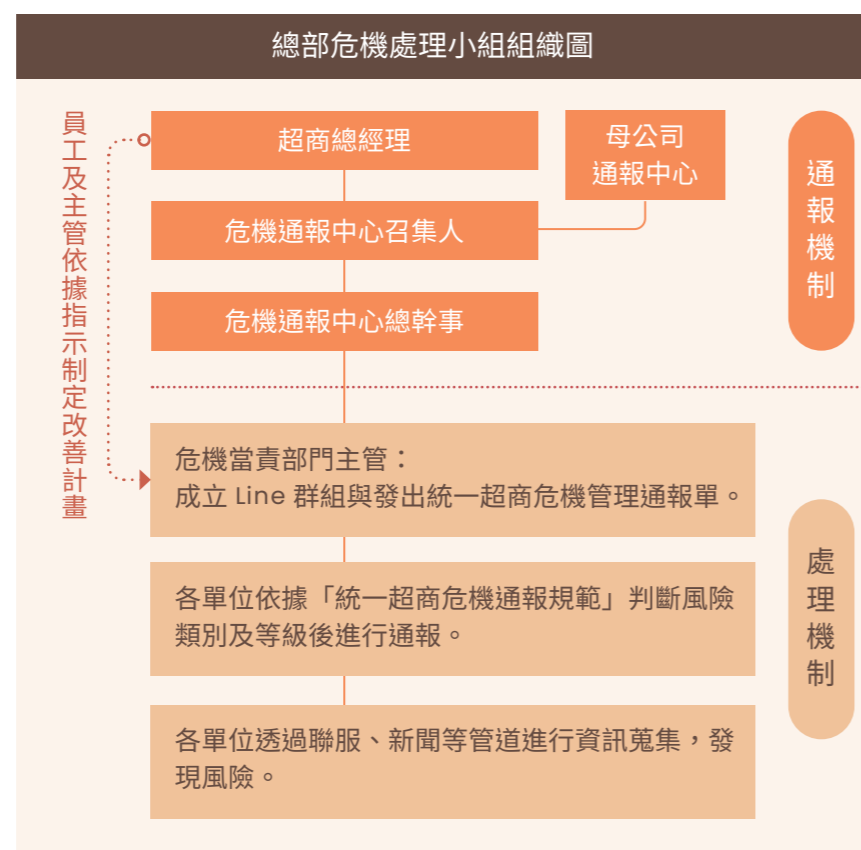 總部危機處理小組組織圖
員工及主管依據指示制定改善計畫
超商總經理
母公司
通報中心
危機通報中心召集人
危機通報中心總幹事
通報機制
危機當責部門主管：
成立 Line 群組與發出統一超商危機管理通報單。
各單位依據「統一超商危機通報規範」判斷風險
類別及等級後進行通報。
各單位透過聯服、新聞等管道進行資訊蒐集，發
現風險。
處理機制